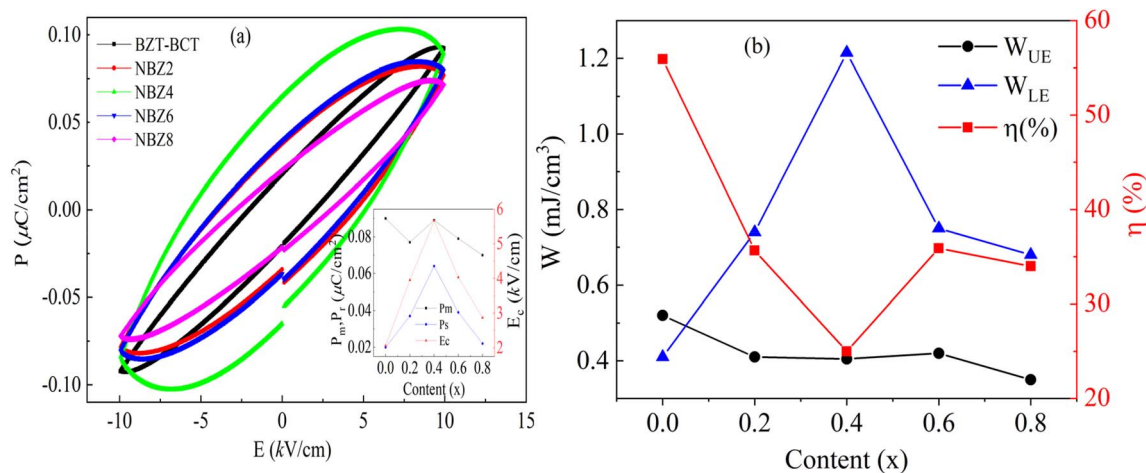 (a)
BZT-BCT
NBZ2
NBZ4
NBZ6
NBZ8
0.10
0.05
0.00
-0.05
-0.10
P (μC/cm²)
-10 -5 0 5 10
E (kV/cm)
0.08
0.06
0.04
0.02
P_m,P_r (μC/cm²)
6
5
4
3
2
E_c (kV/cm)
Pm
Ps
Ec
0.0 0.2 0.4 0.6 0.8
Content (x)
(b)
W_UE
W_LE
η(%)
1.2
1.0
0.8
0.6
0.4
W (mJ/cm³)
60
50
40
30
20
η (%)
0.0 0.2 0.4 0.6 0.8
Content (x)